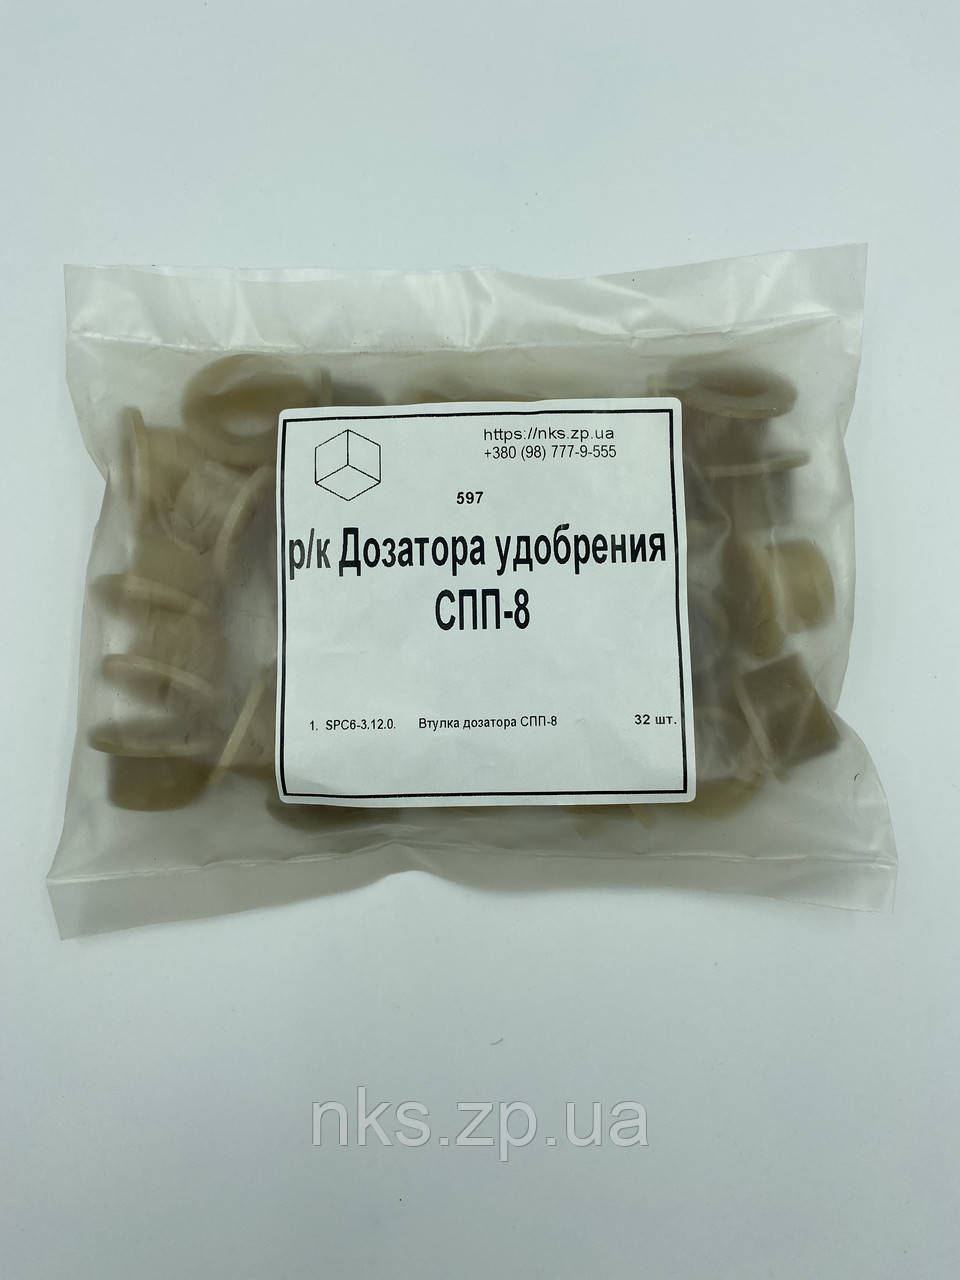 https://nks.zp.ua
+380 (98) 777-9-555
597
р/к Дозатора удобрения
СПП-8
1. SPC6-3.12.0. Втулка дозатора СПП-8 32 шт.
nks.zp.ua